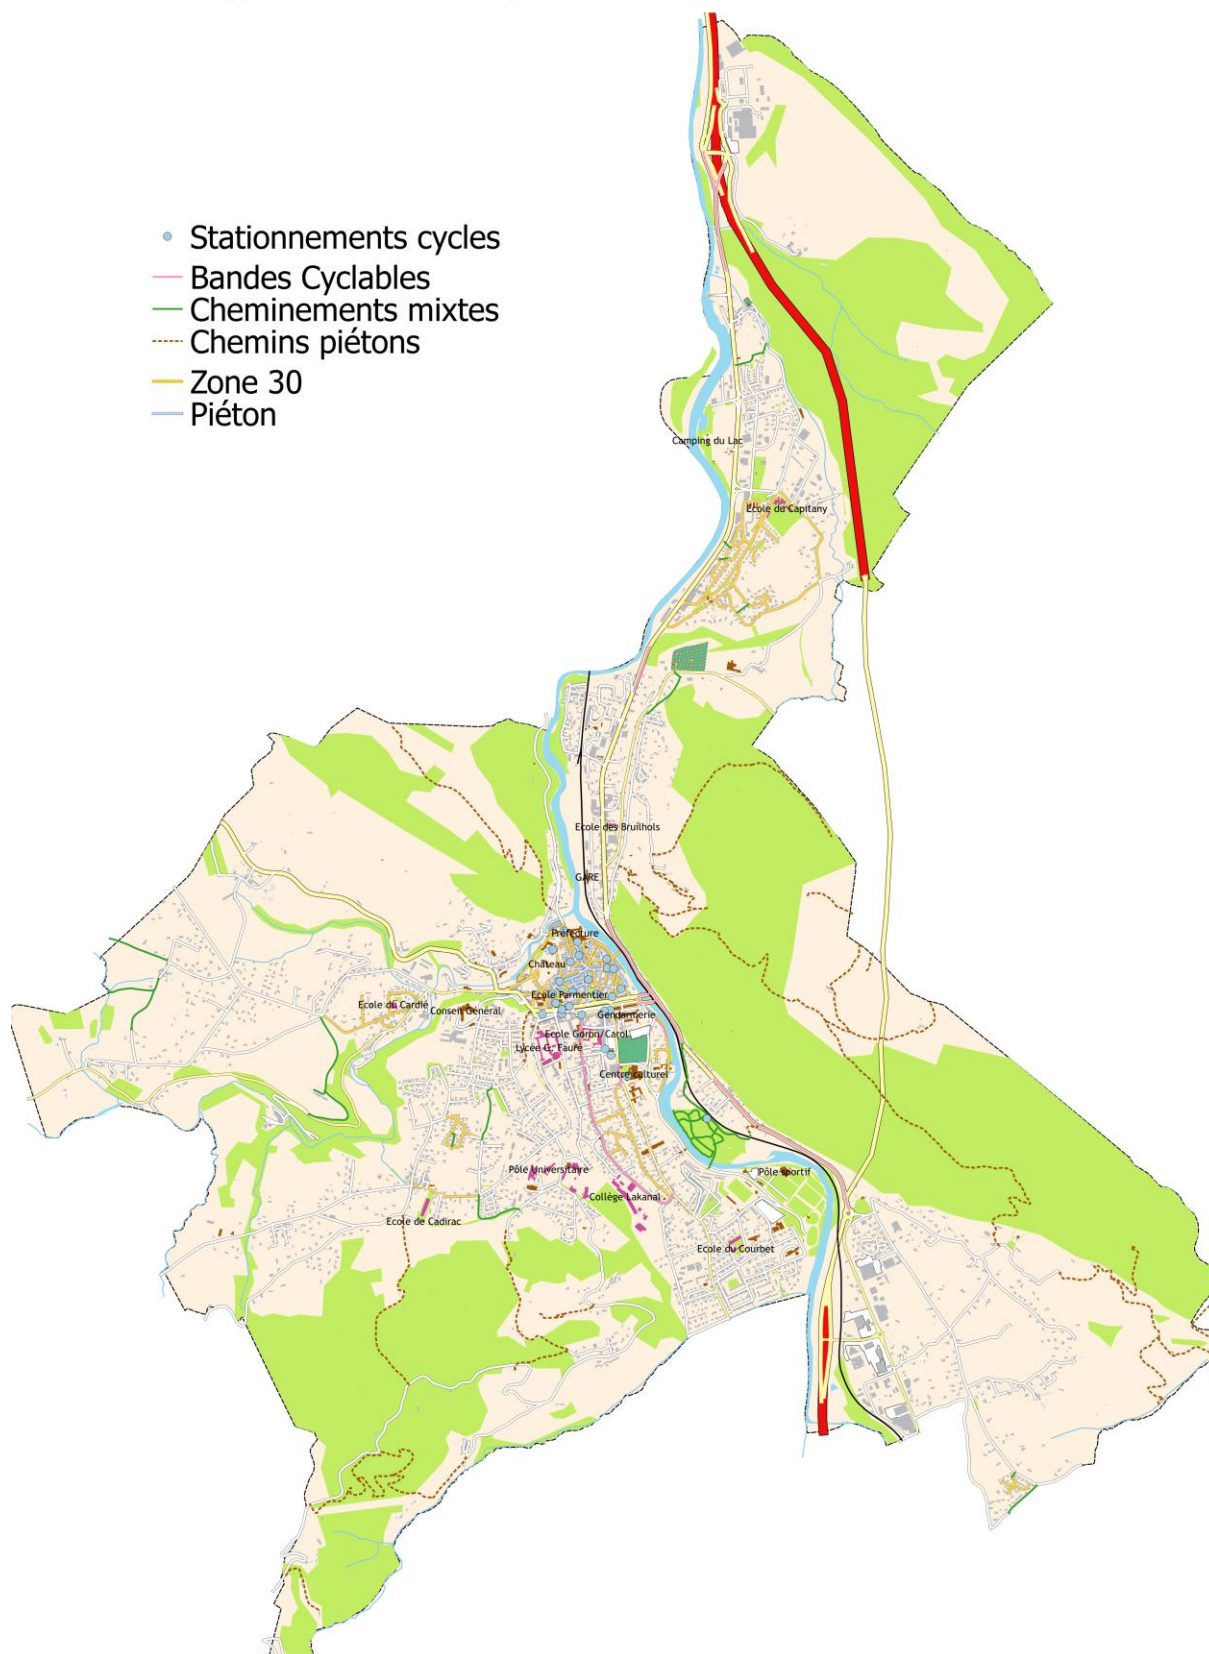 Stationnements cycles
Bandes Cyclables
Cheminements mixtes
Chemins piétons
Zone 30
Piéton
Camping du Lac
Ecole du Capitany
Ecole des Bruilhols
GARE
Préfecture
Château
Ecole Parmentier
Ecole du Cardié
Conseil Général
Gendarmerie
Ecole Goron/Carol
Lycée G. Fauré
Centre culturel
Pôle Universitaire
Pôle sportif
Collège Lakanal
Ecole de Cadirac
Ecole du Courbet